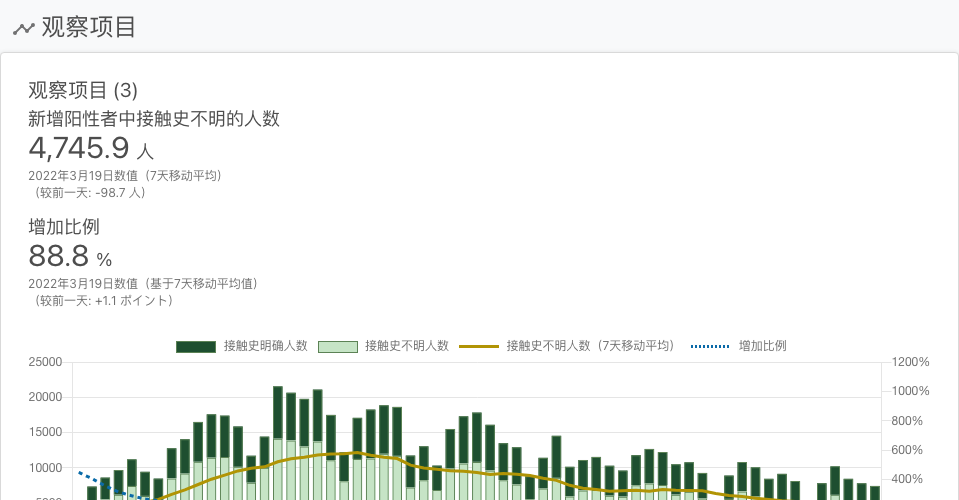 观察项目
观察项目 (3)
新增阳性者中接触史不明的人数
4,745.9 人
2022年3月19日数值（7天移动平均）
（较前一天: -98.7 人）
增加比例
88.8 %
2022年3月19日数值（基于7天移动平均值）
（较前一天: +1.1 ポイント）
接触史明确人数 接触史不明人数 接触史不明人数（7天移动平均） 增加比例
25000 1200%
1000%
20000
800%
15000
600%
10000
400%
5000